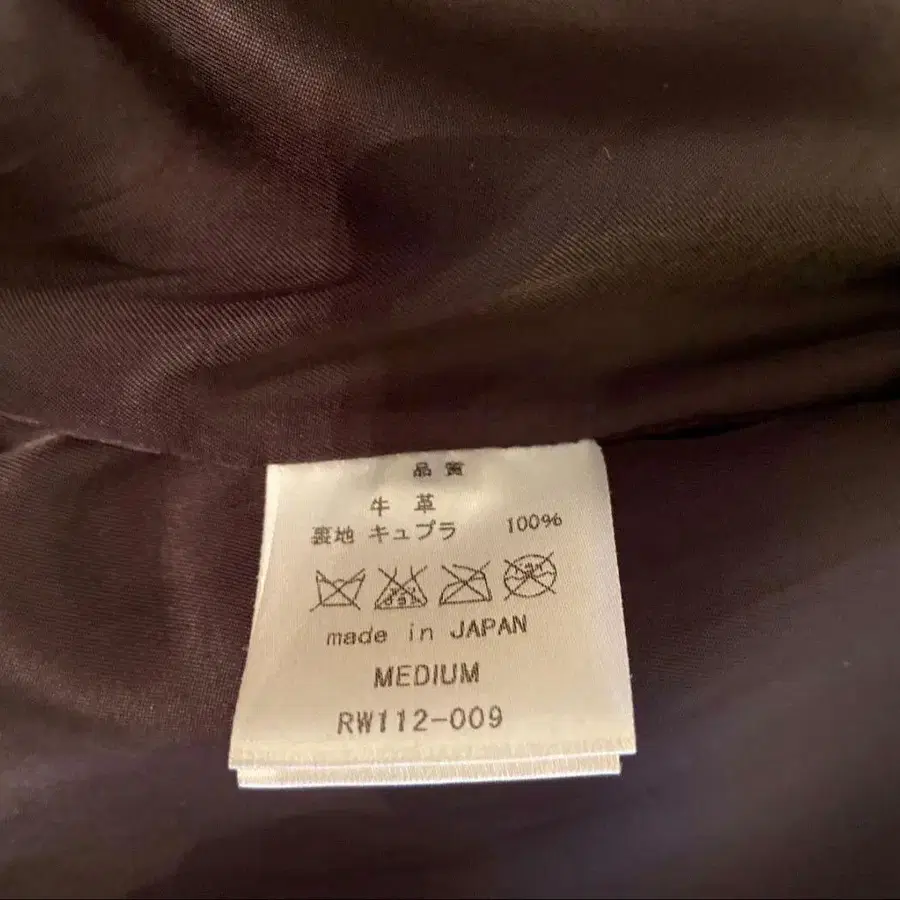 品質
牛革
裏地 キュプラ 100%
made in JAPAN
MEDIUM
RW112-009